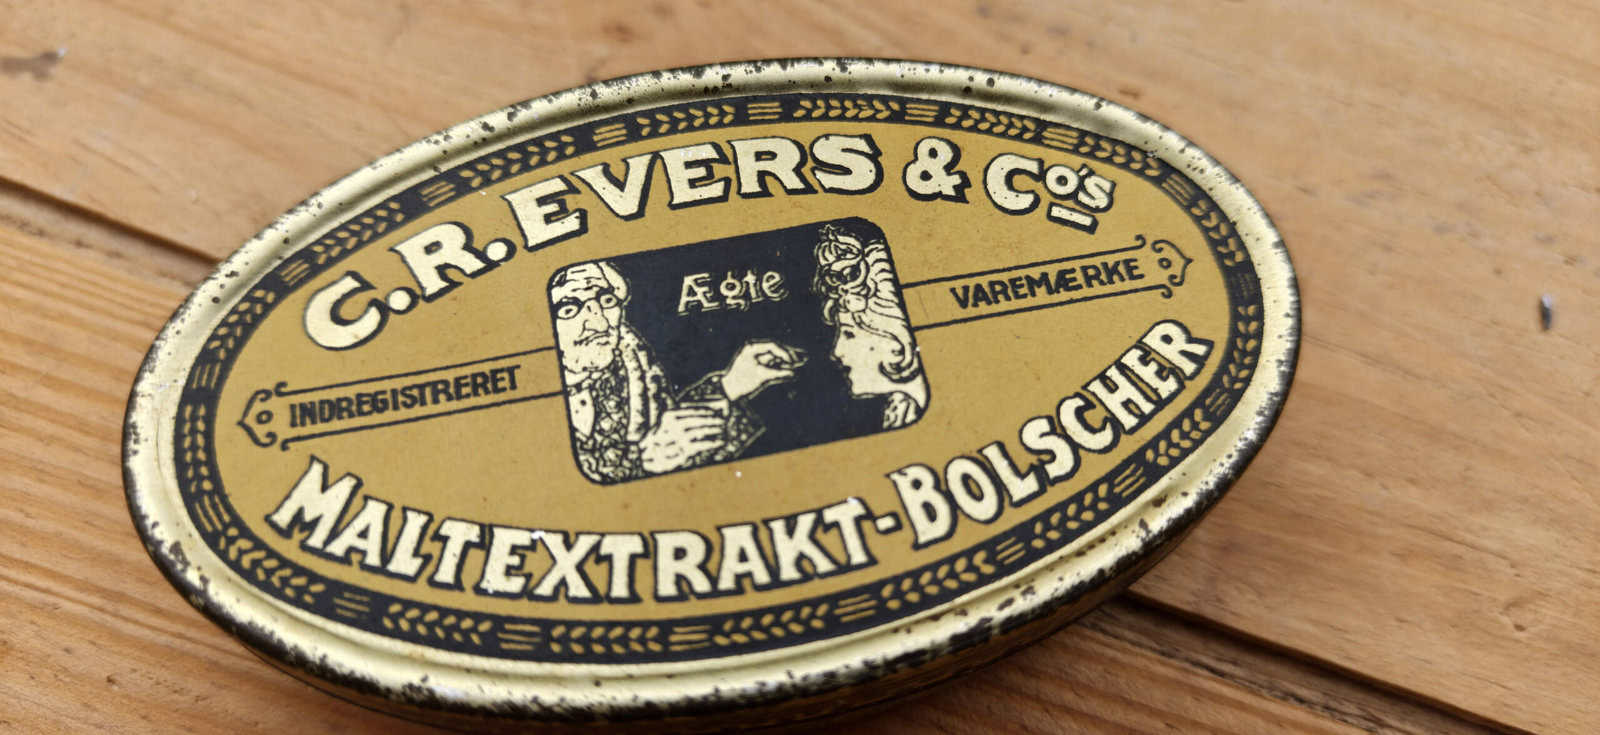 C.R. EVERS & Co's
Ægte
INDREGISTRERET
VAREMÆRKE
MALTEXTRAKT-BOLSCHER